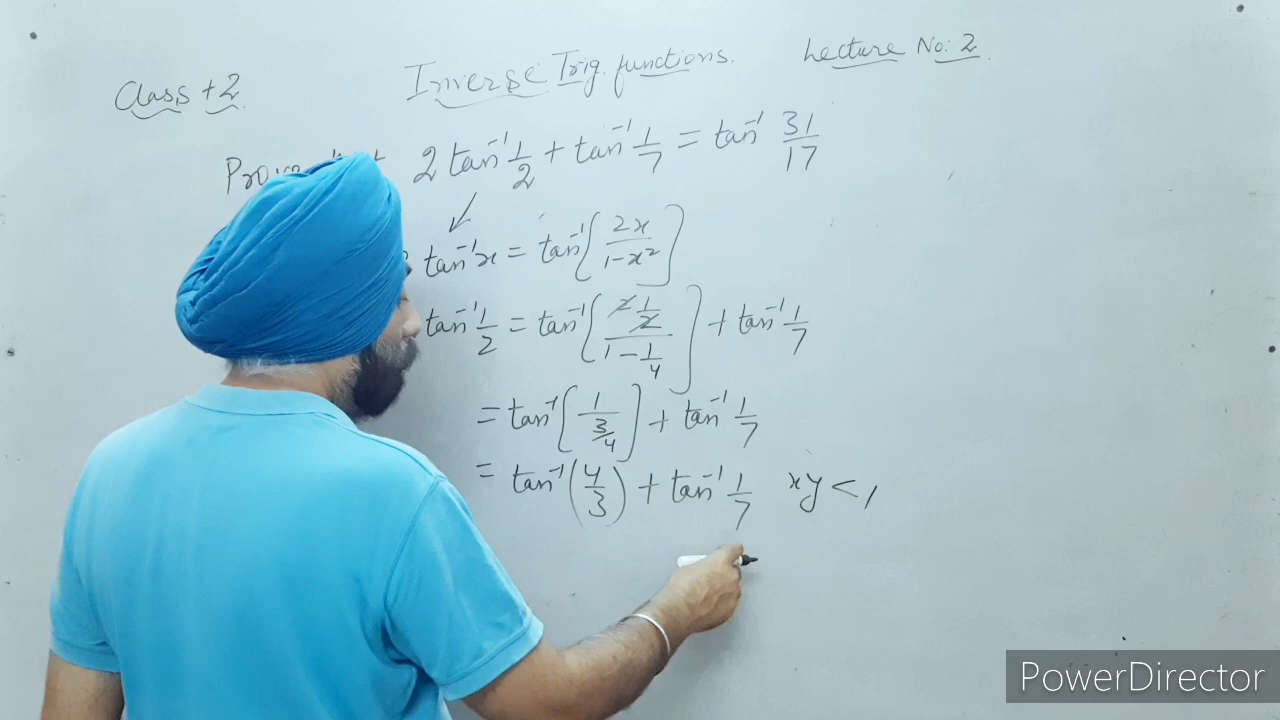 Class +2 Inverse Trig. functions. Lecture No: 2
2 tan⁻¹ 1/2 + tan⁻¹ 1/7 = tan⁻¹ 31/17
tan⁻¹x = tan⁻¹[2x/(1-x²)]
tan⁻¹ 1/2 = tan⁻¹[(2·1/2)/(1-1/4)] + tan⁻¹ 1/7
= tan⁻¹[1/(3/4)] + tan⁻¹ 1/7
= tan⁻¹(4/3) + tan⁻¹ 1/7 xy < 1
PowerDirector